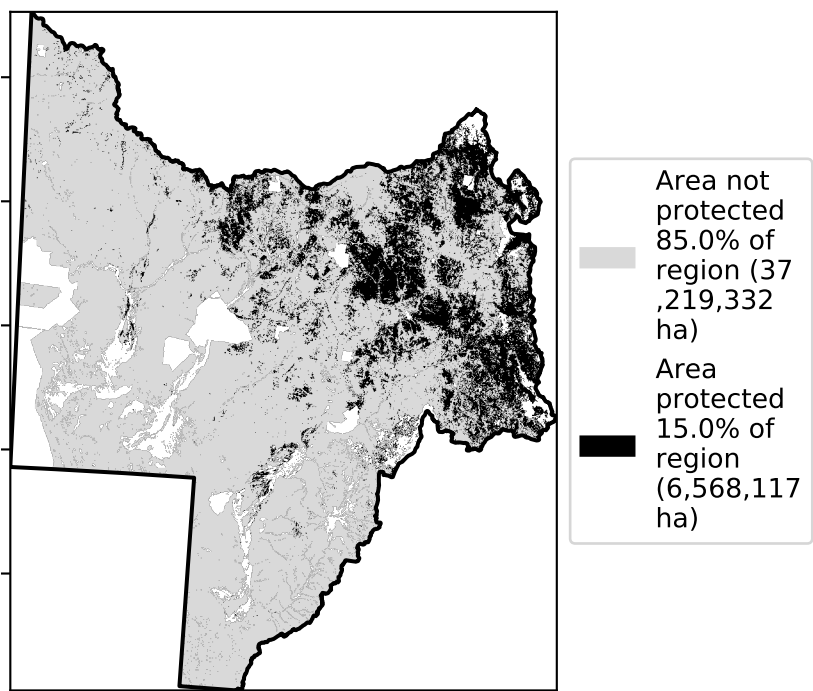 Area not
protected
85.0% of
region (37
,219,332
ha)
Area
protected
15.0% of
region
(6,568,117
ha)